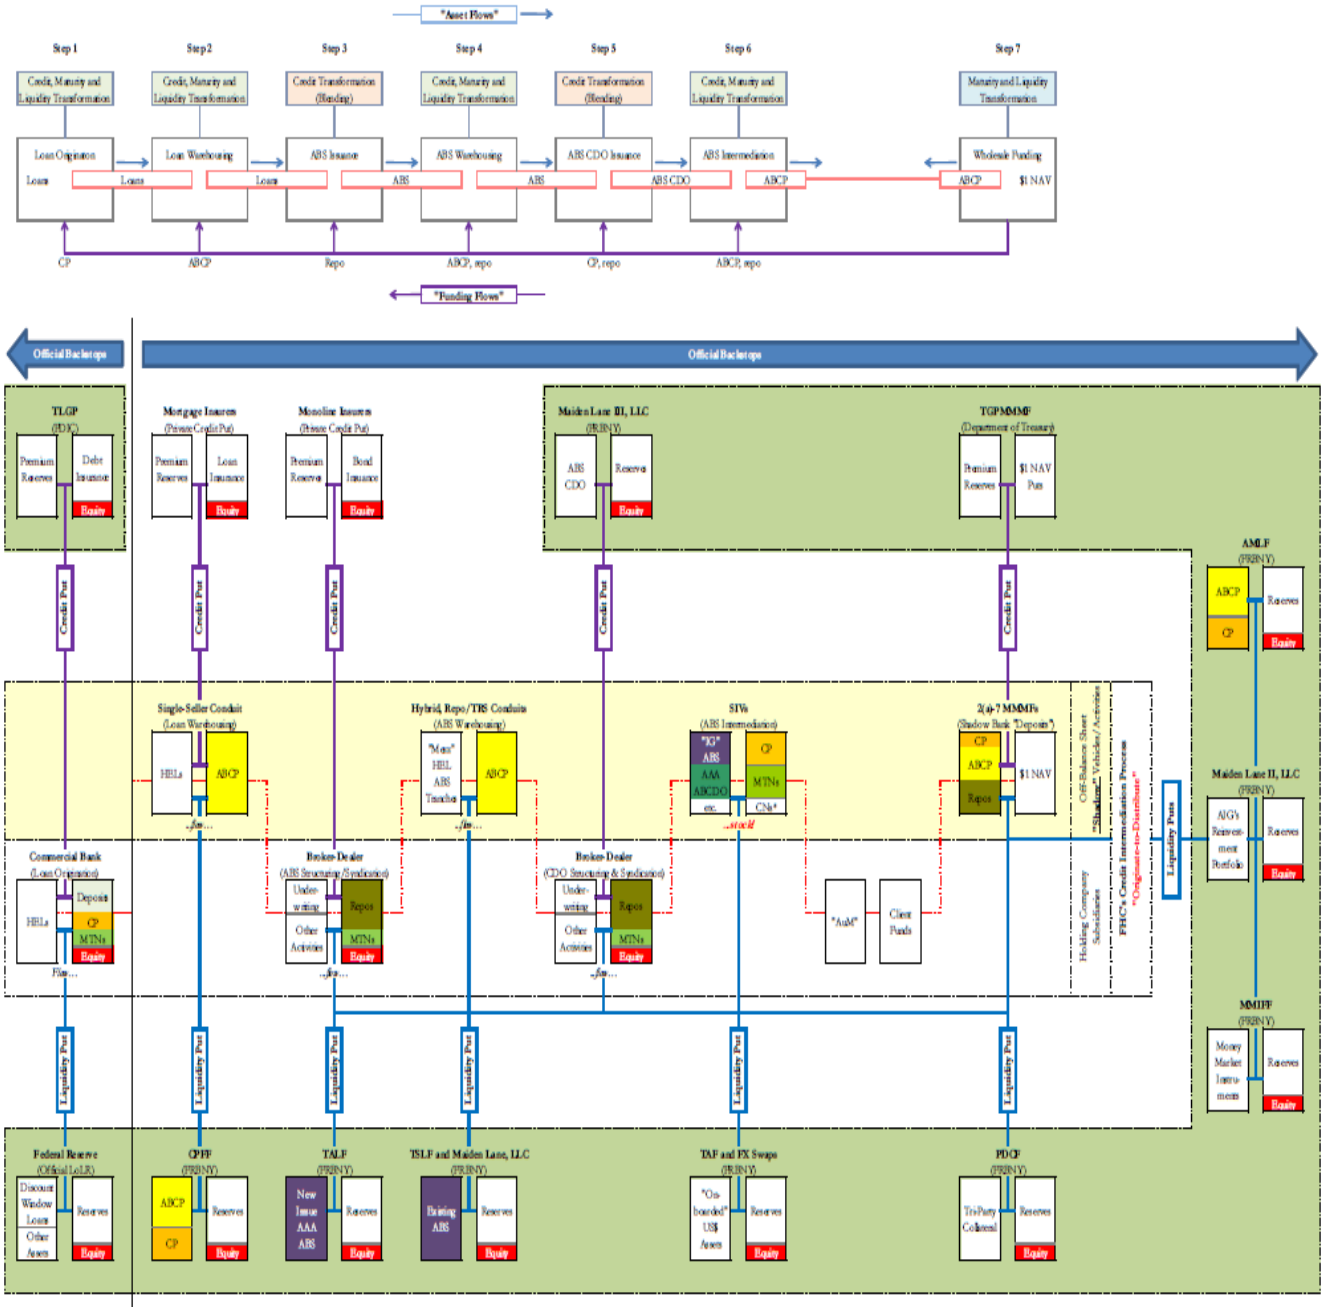 "Asset Flows"
Step 1
Step 2
Step 3
Step 4
Step 5
Step 6
Step 7
Credit, Maturity and
Liquidity Transformation
Credit, Maturity and
Liquidity Transformation
Credit Transformation
(Blending)
Credit, Maturity and
Liquidity Transformation
Credit Transformation
(Blending)
Credit, Maturity and
Liquidity Transformation
Maturity and Liquidity
Transformation
Loan Origination
Loan Warehousing
ABS Issuance
ABS Warehousing
ABS CDO Issuance
ABS Intermediation
Wholesale Funding
Loans
Loans
Loans
ABS
ABS
ABS CDO
ABCP
ABCP
$1 NAV
CP
ABCP
Repo
ABCP, repo
CP, repo
ABCP, repo
"Funding Flows"
Official Backstops
Official Backstops
TLGP
(FDIC)
Premium
Reserves
Debt
Insurance
Equity
Mortgage Insurers
(Private Credit Put)
Premium
Reserves
Loan
Insurance
Equity
Monoline Insurers
(Private Credit Put)
Premium
Reserves
Bond
Insurance
Equity
Maiden Lane III, LLC
(FRBNY)
ABS
CDO
Reserves
Equity
TGPMMMF
(Department of Treasury)
Premium
Reserves
$1 NAV
Puts
AMLF
(FRBNY)
ABCP
CP
Reserves
Equity
Credit Put
Credit Put
Credit Put
Credit Put
Credit Put
Single-Seller Conduit
(Loan Warehousing)
HELs
ABCP
..fin...
Hybrid, Repo/TRS Conduits
(ABS Warehousing)
"Mezz"
HEL
ABS
Tranches
ABCP
..fin...
SIVs
(ABS Intermediation)
"IG"
ABS
AAA
ABCDO
etc.
CP
MTNs
CNs*
2(a)-7 MMMFs
(Shadow Bank "Deposits")
CP
ABCP
Repos
$1 NAV
Off-Balance Sheet
"Shadow" Vehicles/Activities
Holding Company
Subsidiaries
FHC's Credit Intermediation Process
"Originate-to-Distribute"
Liquidity Puts
Maiden Lane II, LLC
(FRBNY)
AIG's
Reinvest-
ment
Portfolio
Reserves
Equity
Commercial Bank
(Loan Origination)
HELs
Deposits
CP
MTNs
Equity
Broker-Dealer
(ABS Structuring/Syndication)
Under-
writing
Other
Activities
Repos
MTNs
Equity
..fin...
Broker-Dealer
(CDO Structuring & Syndication)
Under-
writing
Other
Activities
Repos
MTNs
Equity
..fin...
"AuM"
Client
Funds
MMIFF
(FRBNY)
Money
Market
Instru-
ments
Reserves
Equity
Liquidity Put
Liquidity Put
Liquidity Put
Liquidity Put
Liquidity Put
Liquidity Put
Federal Reserve
(Official LoLR)
Discount
Window
Loans
Other
Assets
Reserves
Equity
CPFF
(FRBNY)
ABCP
CP
Reserves
Equity
TALF
(FRBNY)
New
Issue
AAA
ABS
Reserves
Equity
TSLF and Maiden Lane, LLC
(FRBNY)
Existing
ABS
Reserves
Equity
TAF and FX Swaps
(FRBNY)
"On-
boarded"
US$
Assets
Reserves
Equity
PDCF
(FRBNY)
Tri-Party
Collateral
Reserves
Equity